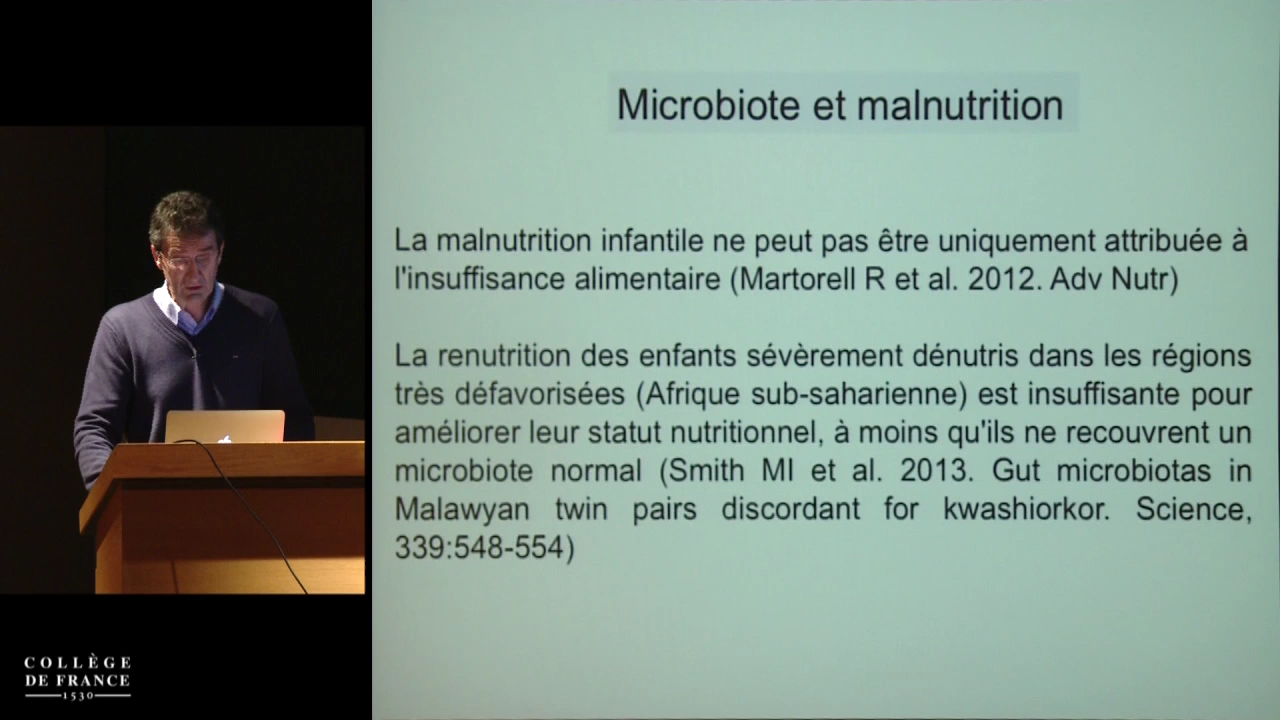 Microbiote et malnutrition
La malnutrition infantile ne peut pas être uniquement attribuée à
l'insuffisance alimentaire (Martorell R et al. 2012. Adv Nutr)
La renutrition des enfants sévèrement dénutris dans les régions
très défavorisées (Afrique sub-saharienne) est insuffisante pour
améliorer leur statut nutritionnel, à moins qu'ils ne recouvrent un
microbiote normal (Smith MI et al. 2013. Gut microbiotas in
Malawyan twin pairs discordant for kwashiorkor. Science,
339:548-554)
COLLÈGE
DE FRANCE
1530